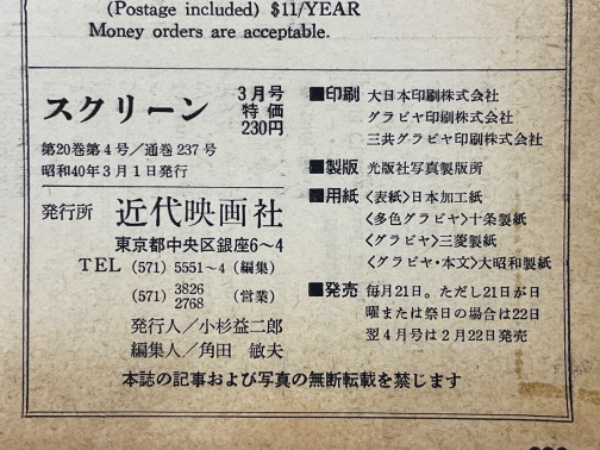 (Postage included) $11/YEAR
Money orders are acceptable.
スクリーン
3月号
特価
230円
第20巻第4号／通巻237号
昭和40年3月1日発行
発行所 近代映画社
東京都中央区銀座6〜4
TEL (571) 5551〜4 (編集)
(571) 3826 2768 (営業)
発行人／小杉益二郎
編集人／角田 敏夫
■印刷 大日本印刷株式会社
グラビヤ印刷株式会社
三共グラビヤ印刷株式会社
■製版 光版社写真製版所
■用紙 〈表紙〉日本加工紙
〈多色グラビヤ〉十条製紙
〈グラビヤ〉三菱製紙
〈グラビヤ・本文〉大昭和製紙
■発売 毎月21日。ただし21日が日
曜または祭日の場合は22日
翌4月号は2月22日発売
本誌の記事および写真の無断転載を禁じます